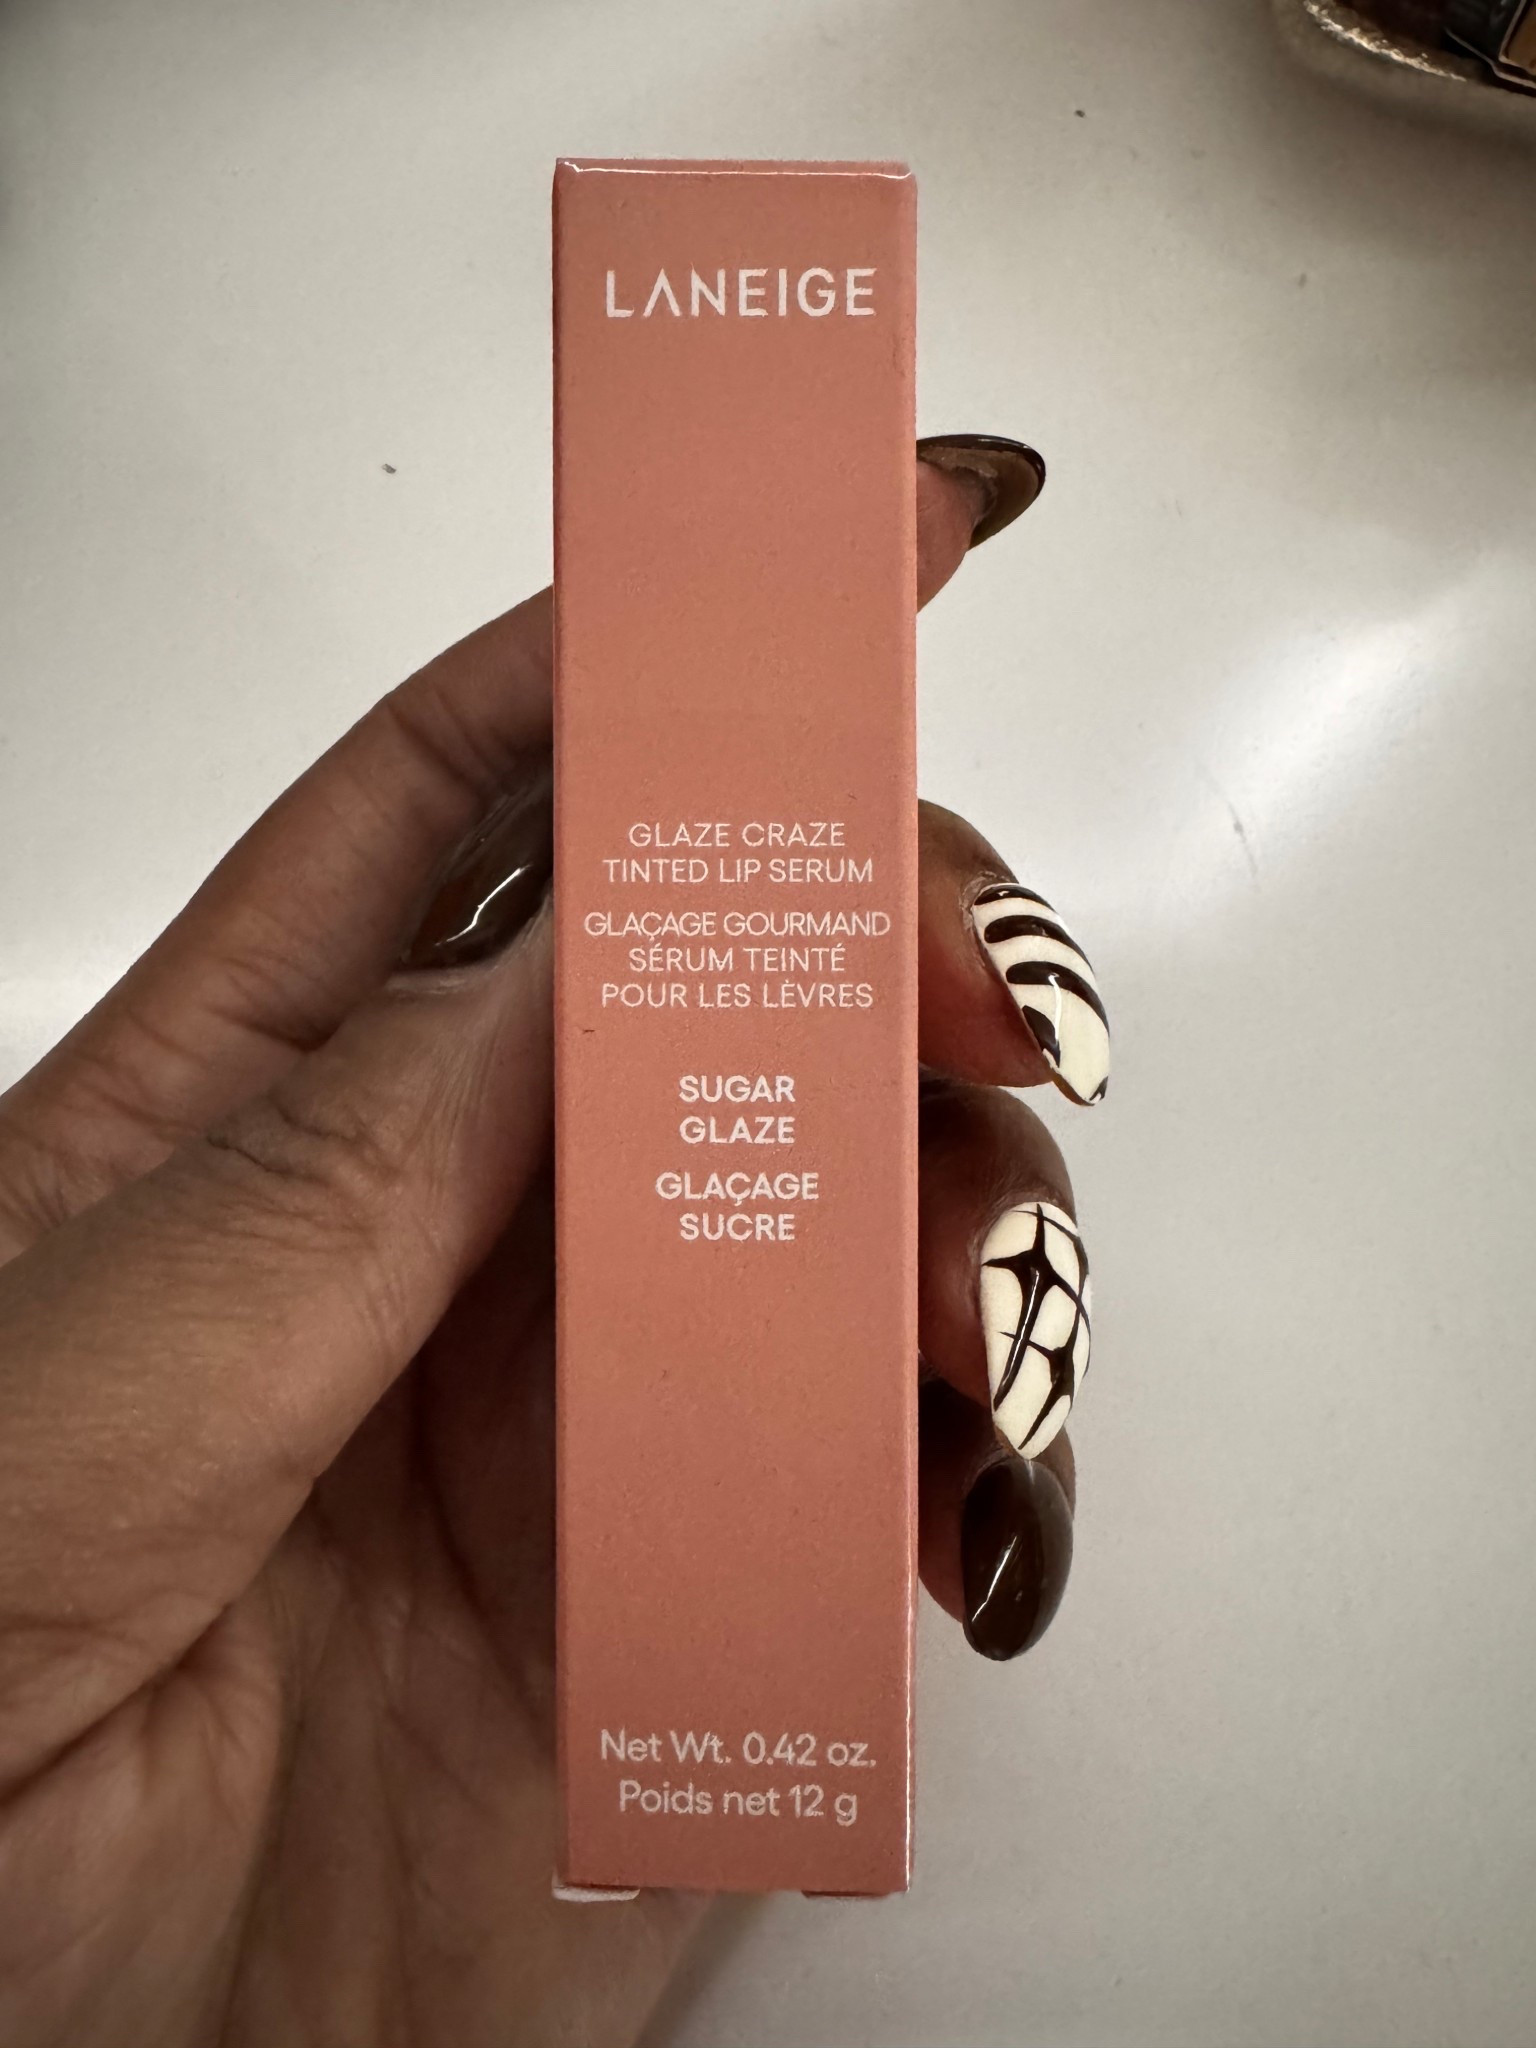 LANEIGE
GLAZE CRAZE
TINTED LIP SERUM
GLAÇAGE GOURMAND
SÉRUM TEINTÉ
POUR LES LÈVRES
SUGAR
GLAZE
GLAÇAGE
SUCRE
Net Wt. 0.42 oz.
Poids net 12 g